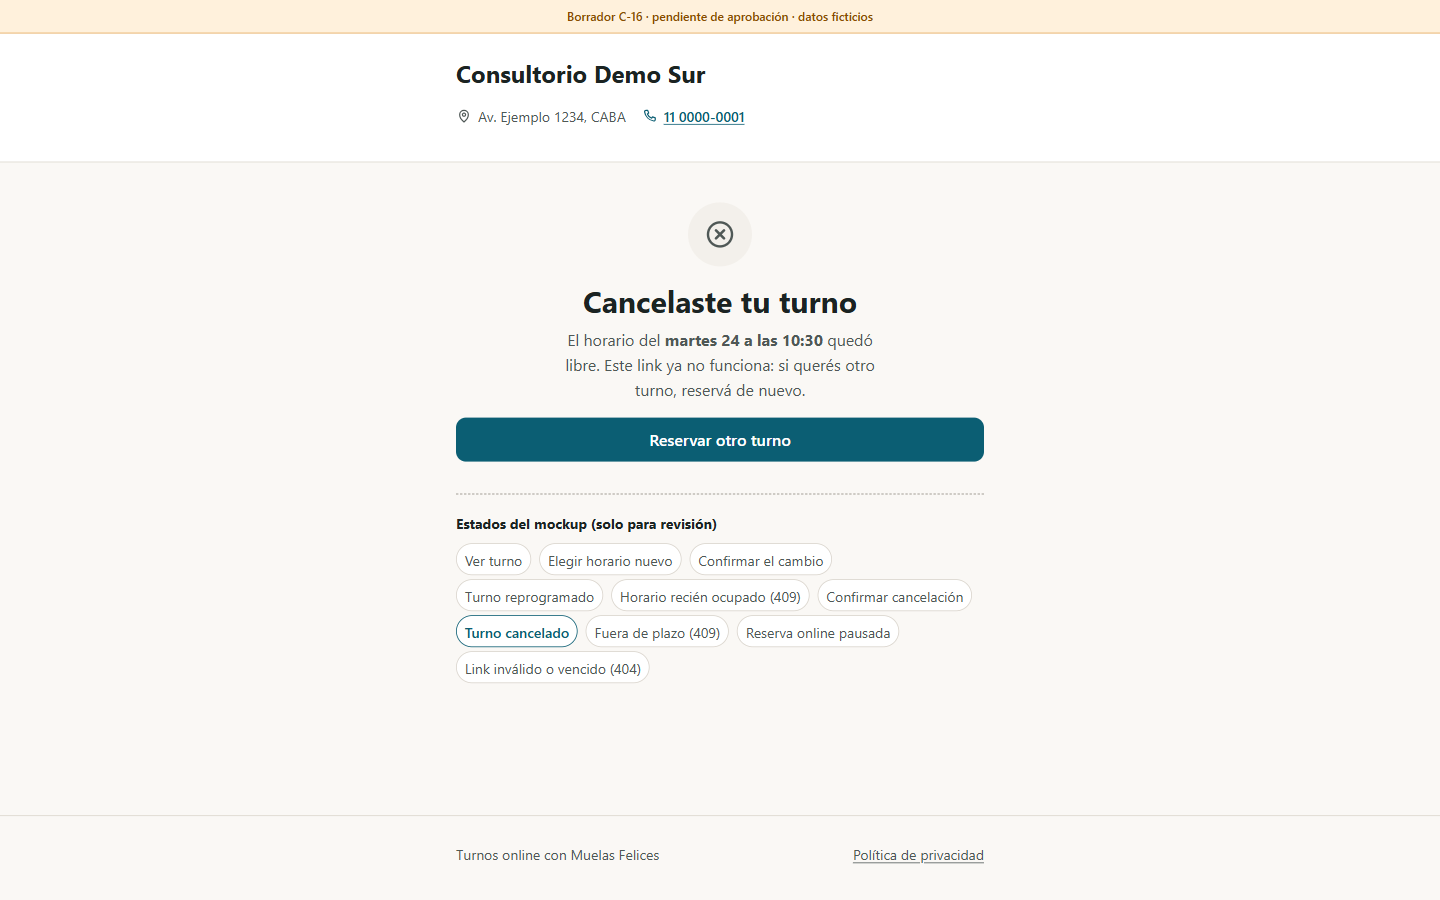 Borrador C-16 · pendiente de aprobación · datos ficticios
Consultorio Demo Sur
Av. Ejemplo 1234, CABA
11 0000-0001
Cancelaste tu turno
El horario del martes 24 a las 10:30 quedó
libre. Este link ya no funciona: si querés otro
turno, reservá de nuevo.
Reservar otro turno
Estados del mockup (solo para revisión)
Ver turno
Elegir horario nuevo
Confirmar el cambio
Turno reprogramado
Horario recién ocupado (409)
Confirmar cancelación
Turno cancelado
Fuera de plazo (409)
Reserva online pausada
Link inválido o vencido (404)
Turnos online con Muelas Felices
Política de privacidad